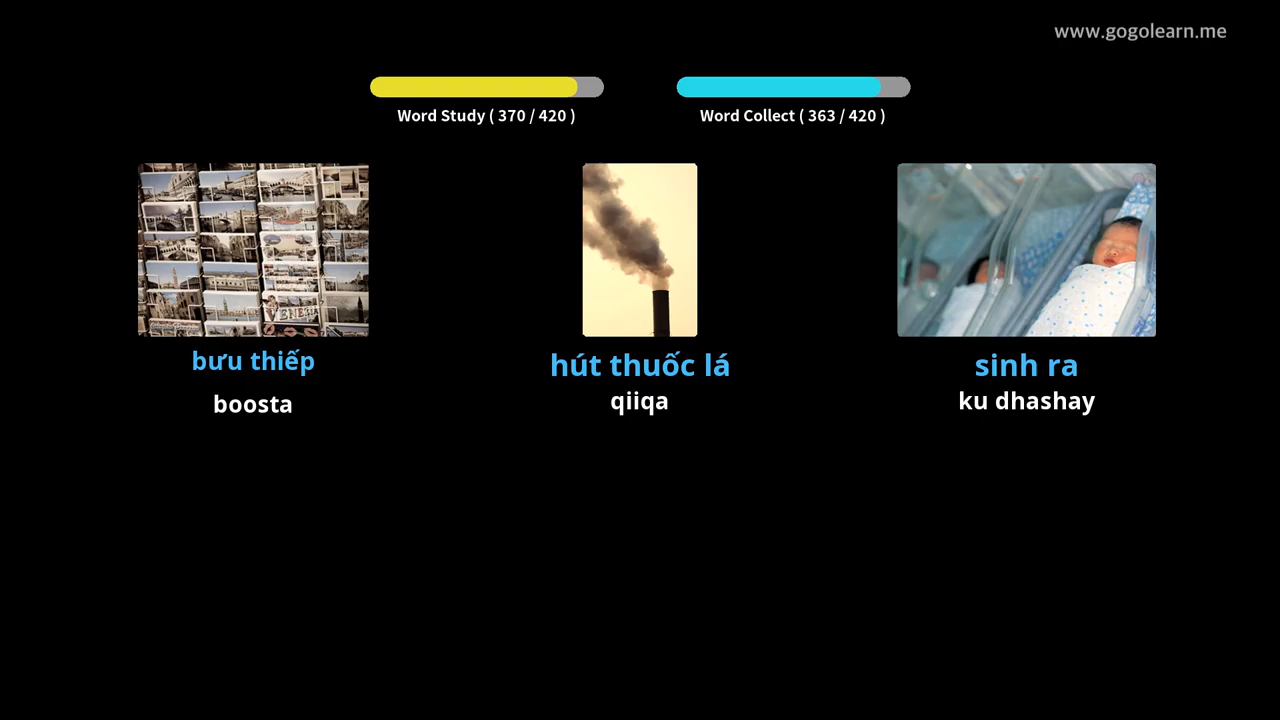 www.gogolearn.me
Word Study ( 370 / 420 )
Word Collect ( 363 / 420 )
bưu thiếp
boosta
hút thuốc lá
qiiqa
sinh ra
ku dhashay